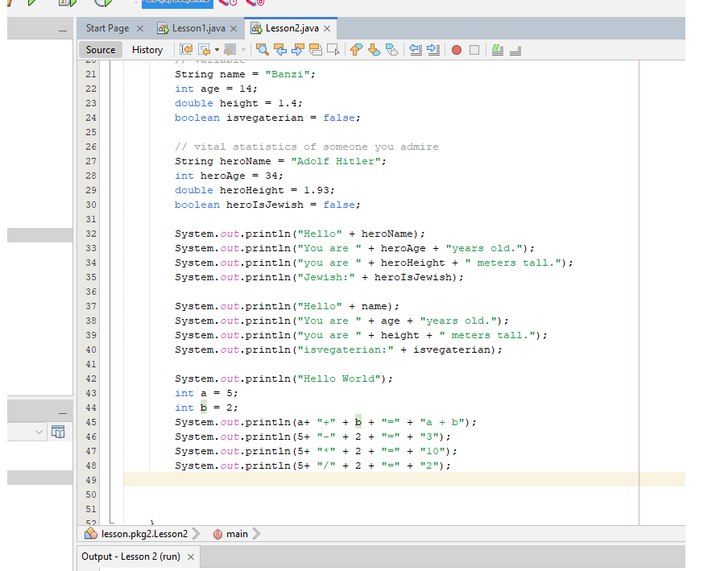 Start Page
Lesson1.java
Lesson2.java
Source
History
// variable
21 String name = "Banzi";
22 int age = 14;
23 double height = 1.4;
24 boolean isvegaterian = false;
25
26 // vital statistics of someone you admire
27 String heroName = "Adolf Hitler";
28 int heroAge = 34;
29 double heroHeight = 1.93;
30 boolean heroIsJewish = false;
31
32 System.out.println("Hello" + heroName);
33 System.out.println("You are " + heroAge + "years old.");
34 System.out.println("you are " + heroHeight + " meters tall.");
35 System.out.println("Jewish:" + heroIsJewish);
36
37 System.out.println("Hello" + name);
38 System.out.println("You are " + age + "years old.");
39 System.out.println("you are " + height + " meters tall.");
40 System.out.println("isvegaterian:" + isvegaterian);
41
42 System.out.println("Hello World");
43 int a = 5;
44 int b = 2;
45 System.out.println(a+ "+" + b + "=" + "a + b");
46 System.out.println(5+ "-" + 2 + "=" + "3");
47 System.out.println(5+ "*" + 2 + "=" + "10");
48 System.out.println(5+ "/" + 2 + "=" + "2");
49
50
51
52 }
lesson.pkg2.Lesson2
main
Output - Lesson 2 (run)